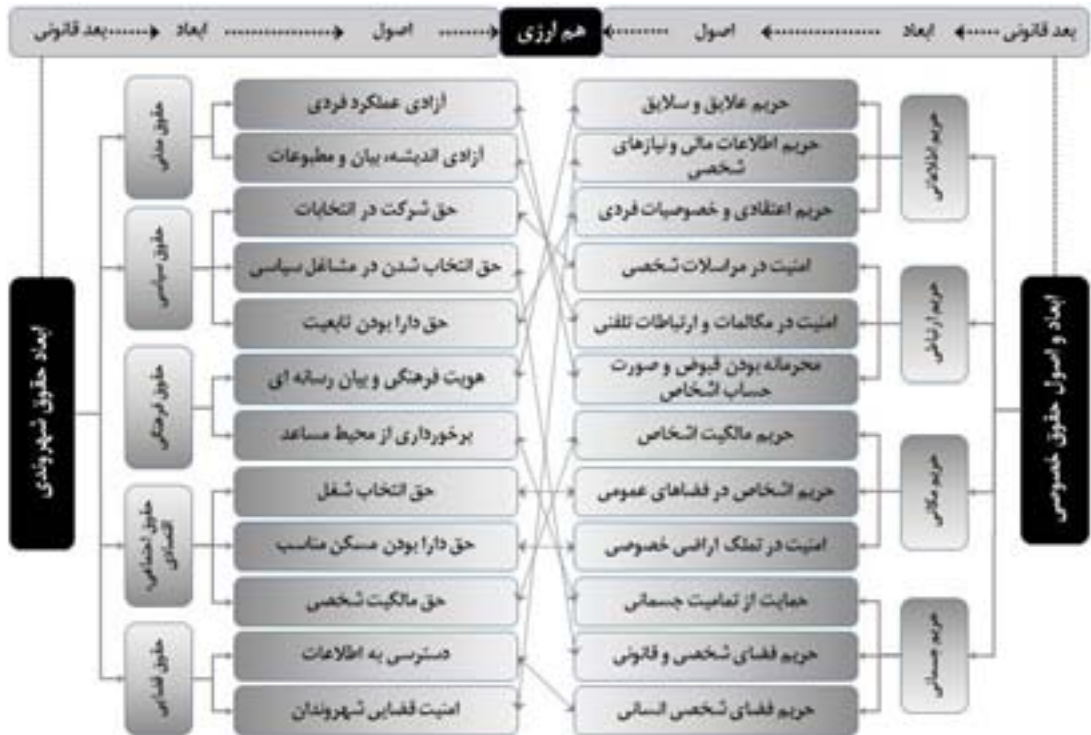 بعد قانونی ابعاد اصول هم ارزی اصول ابعاد بعد قانونی
ابعاد و اصول حقوق خصوصی
حریم اطلاعاتی
حریم علایق و سلایق
حریم اطلاعات مالی و نیازهای
شخصی
حریم اعتقادی و خصوصیات فردی
حریم ارتباطی
امنیت در مراسلات شخصی
امنیت در مکالمات و ارتباطات تلفنی
محرمانه بودن قبوض و صورت
حساب اشخاص
حریم مکانی
حریم مالکیت اشخاص
حریم اشخاص در فضاهای عمومی
امنیت در تملک اراضی خصوصی
حریم جسمانی
حمایت از تمامیت جسمانی
حریم فضای شخصی و قانونی
حریم فضای شخصی انسانی
ابعاد حقوق شهروندی
حقوق مدنی
آزادی عملکرد فردی
آزادی اندیشه، بیان و مطبوعات
حقوق سیاسی
حق شرکت در انتخابات
حق انتخاب شدن در مشاغل سیاسی
حق دارا بودن تابعیت
حقوق فرهنگی
هویت فرهنگی و بیان رسانه ای
برخورداری از محیط مساعد
حقوق اجتماعی-
اقتصادی
حق انتخاب شغل
حق دارا بودن مسکن مناسب
حق مالکیت شخصی
حقوق قضایی
دسترسی به اطلاعات
امنیت قضایی شهروندان